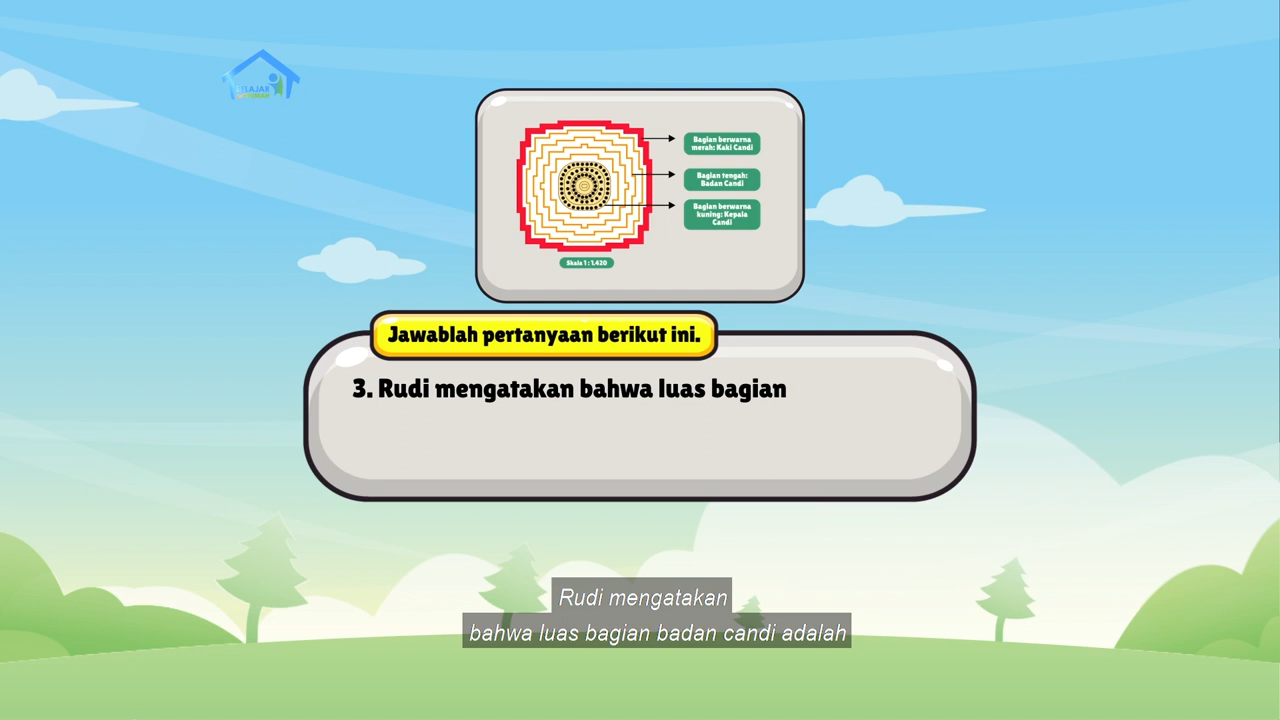 BELAJAR
Bagian berwarna
merah: Kaki Candi
Bagian tengah:
Badan Candi
Bagian berwarna
kuning: Kepala
Candi
Skala 1 : 1.420
Jawablah pertanyaan berikut ini.
3. Rudi mengatakan bahwa luas bagian
Rudi mengatakan
bahwa luas bagian badan candi adalah